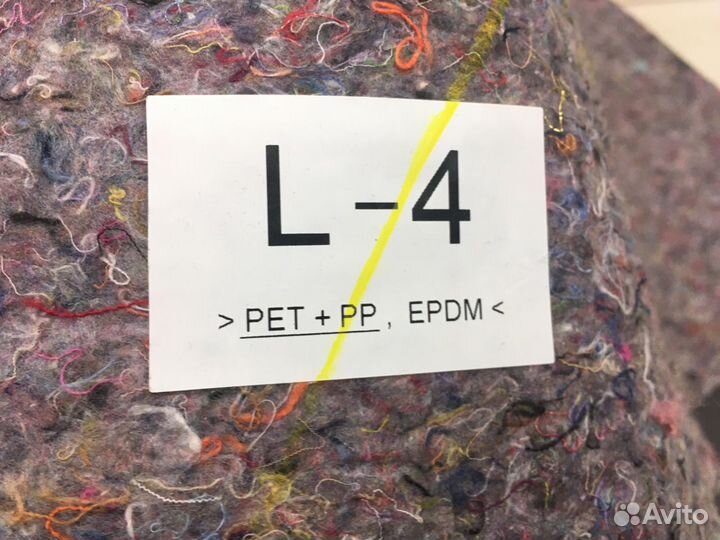 L-4
> PET + PP, EPDM <
Avito